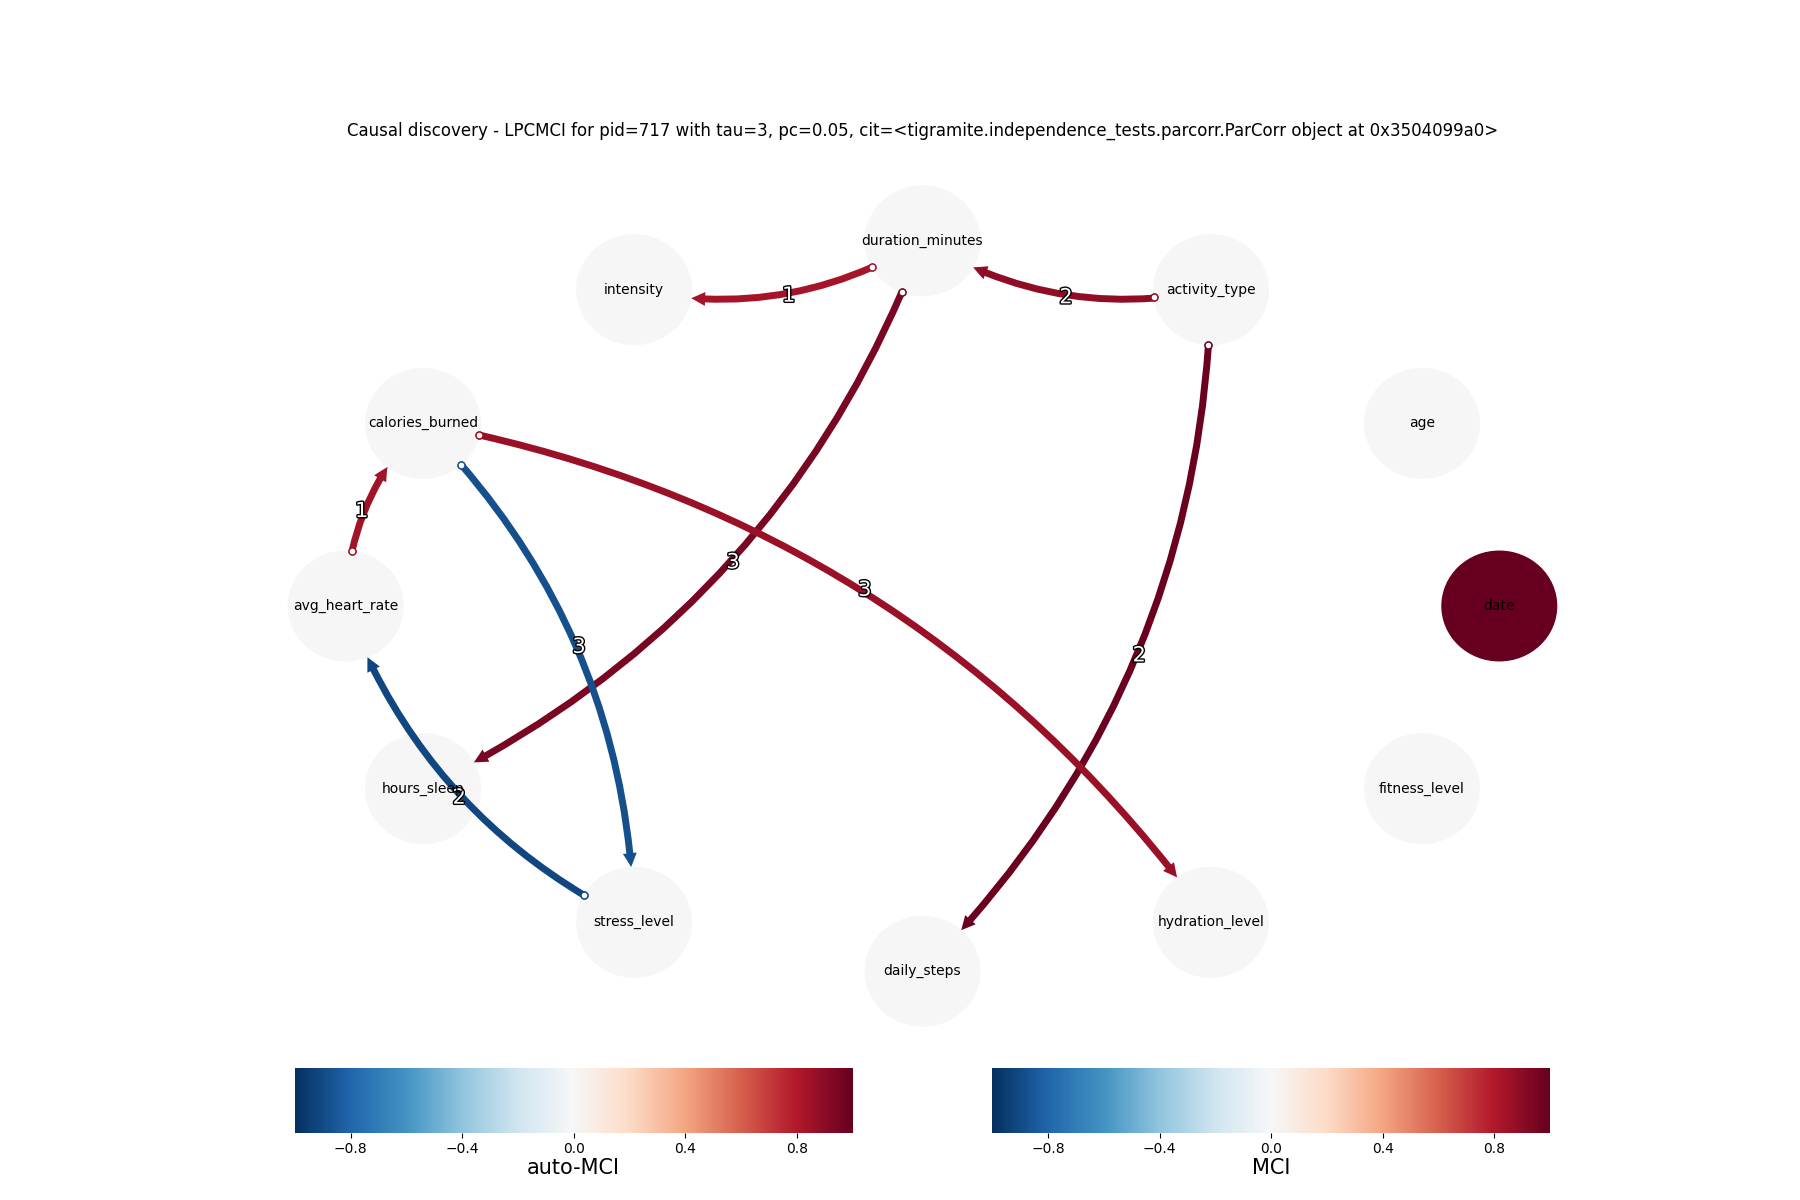 Causal discovery - LPCMCI for pid=717 with tau=3, pc=0.05, cit=<tigramite.independence_tests.parcorr.ParCorr object at 0x3504099a0>
duration_minutes
intensity
activity_type
1
2
calories_burned
age
1
3
3
avg_heart_rate
date
3
2
hours_sleep
2
fitness_level
stress_level
hydration_level
daily_steps
−0.8 −0.4 0.0 0.4 0.8
auto-MCI
−0.8 −0.4 0.0 0.4 0.8
MCI